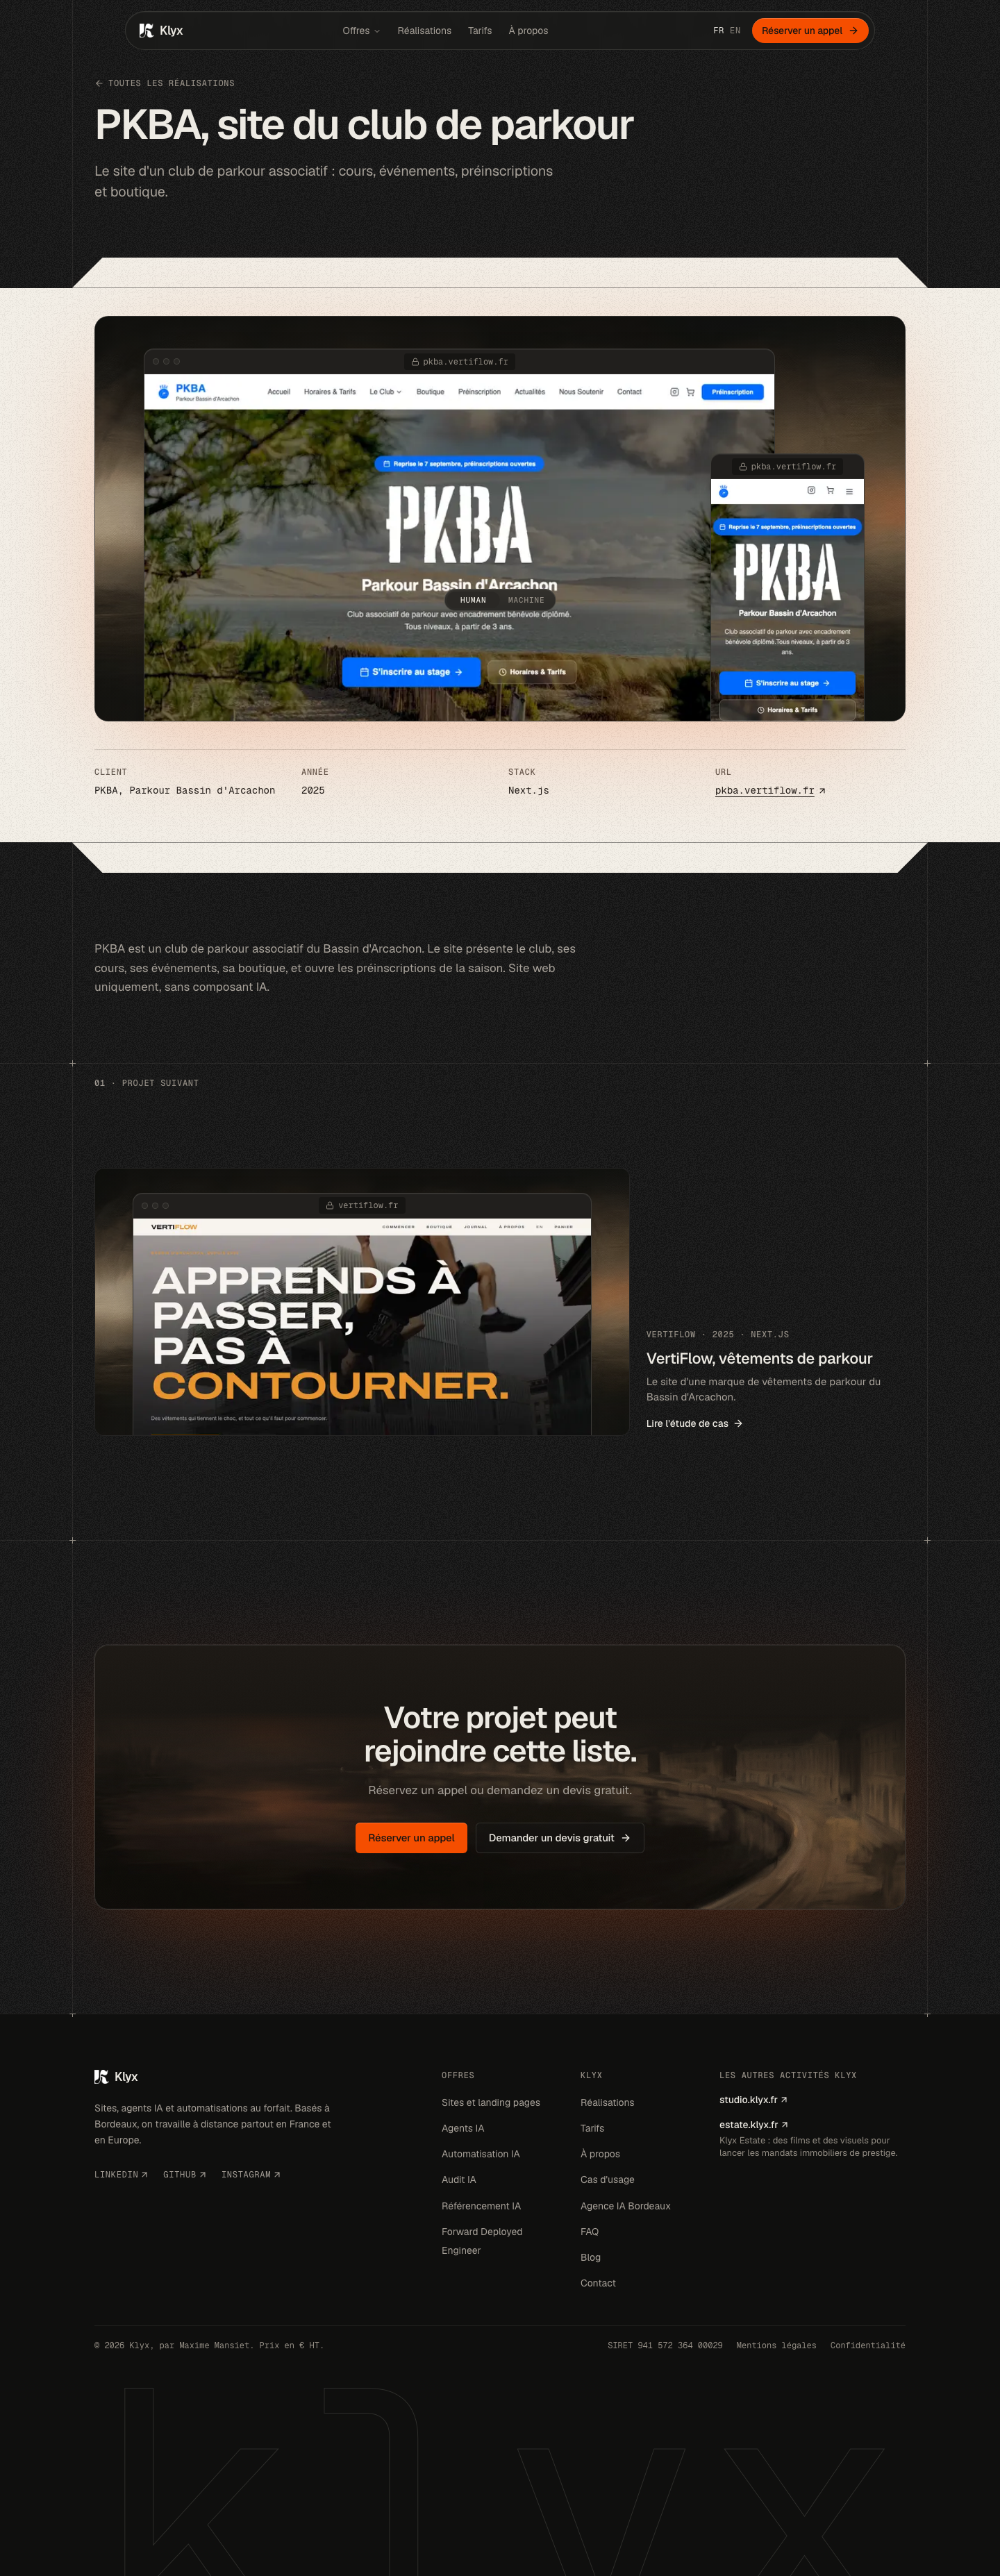 Klyx
Offres
Réalisations
Tarifs
À propos
FR EN
Réserver un appel
TOUTES LES RÉALISATIONS
PKBA, site du club de parkour
Le site d'un club de parkour associatif : cours, événements, préinscriptions
et boutique.
pkba.vertiflow.fr
PKBA
Parkour Bassin d'Arcachon
Accueil
Horaires & Tarifs
Le Club
Boutique
Préinscription
Actualités
Nous Soutenir
Contact
Préinscription
Reprise le 7 septembre, préinscriptions ouvertes
PKBA
Parkour Bassin d'Arcachon
HUMAN MACHINE
Club associatif de parkour avec encadrement bénévole diplômé.
Tous niveaux, à partir de 3 ans.
S'inscrire au stage
Horaires & Tarifs
pkba.vertiflow.fr
Reprise le 7 septembre, préinscriptions ouvertes
PKBA
Parkour Bassin d'Arcachon
Club associatif de parkour avec encadrement
bénévole diplômé.Tous niveaux, à partir de 3
ans.
S'inscrire au stage
Horaires & Tarifs
CLIENT
PKBA, Parkour Bassin d'Arcachon
ANNÉE
2025
STACK
Next.js
URL
pkba.vertiflow.fr
PKBA est un club de parkour associatif du Bassin d'Arcachon. Le site présente le club, ses
cours, ses événements, sa boutique, et ouvre les préinscriptions de la saison. Site web
uniquement, sans composant IA.
01 · PROJET SUIVANT
vertiflow.fr
VERTIFLOW
COMMENCER
BOUTIQUE
JOURNAL
À PROPOS
PANIER
APPRENDS À
PASSER,
PAS À
CONTOURNER.
Des vêtements qui tiennent le choc, et tout ce qu'il faut pour commencer.
VERTIFLOW · 2025 · NEXT.JS
VertiFlow, vêtements de parkour
Le site d'une marque de vêtements de parkour du
Bassin d'Arcachon.
Lire l'étude de cas
Votre projet peut
rejoindre cette liste.
Réservez un appel ou demandez un devis gratuit.
Réserver un appel
Demander un devis gratuit
Klyx
Sites, agents IA et automatisations au forfait. Basés à
Bordeaux, on travaille à distance partout en France et
en Europe.
LINKEDIN
GITHUB
INSTAGRAM
OFFRES
Sites et landing pages
Agents IA
Automatisation IA
Audit IA
Référencement IA
Forward Deployed
Engineer
KLYX
Réalisations
Tarifs
À propos
Cas d'usage
Agence IA Bordeaux
FAQ
Blog
Contact
LES AUTRES ACTIVITÉS KLYX
studio.klyx.fr
estate.klyx.fr
Klyx Estate : des films et des visuels pour
lancer les mandats immobiliers de prestige.
© 2026 Klyx, par Maxime Mansiet. Prix en € HT.
SIRET 941 572 364 00029
Mentions légales
Confidentialité
klyx